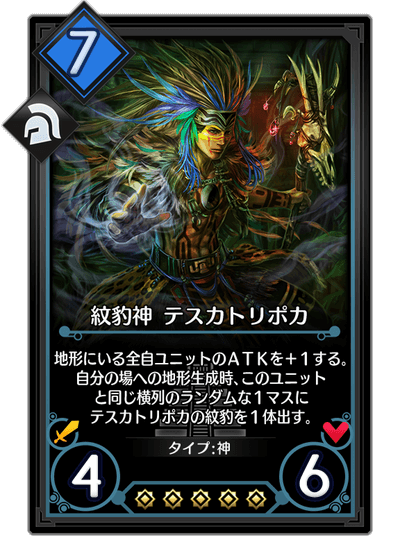 7
紋豹神 テスカトリポカ
地形にいる全自ユニットのATKを+1する。
自分の場への地形生成時、このユニット
と同じ横列のランダムな1マスに
テスカトリポカの紋豹を1体出す。
タイプ:神
4
6